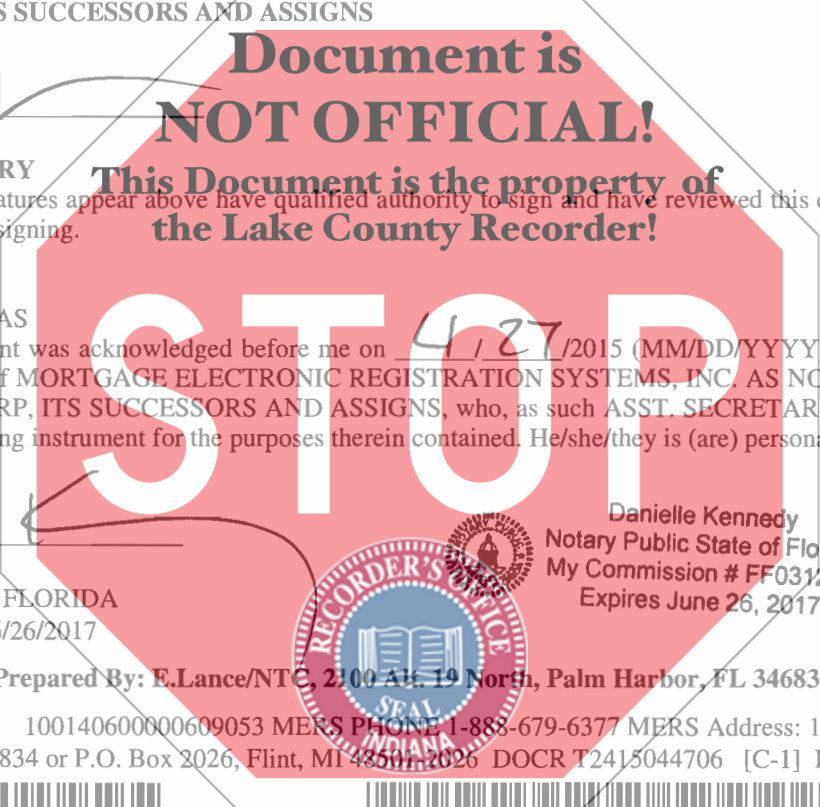 S SUCCESSORS AND ASSIGNS
Document is
NOT OFFICIAL!
RY
This Document is the property of
atures appear above have qualified authority to sign and have reviewed this
signing.
the Lake County Recorder!
STOP
AS
nt was acknowledged before me on 4/27/2015 (MM/DD/YYYY)
f MORTGAGE ELECTRONIC REGISTRATION SYSTEMS, INC. AS NO
RP, ITS SUCCESSORS AND ASSIGNS, who, as such ASST. SECRETAR
ng instrument for the purposes therein contained. He/she/they is (are) persona
Danielle Kennedy
Notary Public State of Flo
My Commission # FF0312
Expires June 26, 2017
RECORDER'S OFFICE
SEAL
INDIANA
FLORIDA
/26/2017
Prepared By: E.Lance/NTC, 2100 Alt. 19 North, Palm Harbor, FL 34683
100140600000609053 MERS PHONE 1-888-679-6377 MERS Address: 1
834 or P.O. Box 2026, Flint, MI 48501-2026 DOCR T2415044706 [C-1]